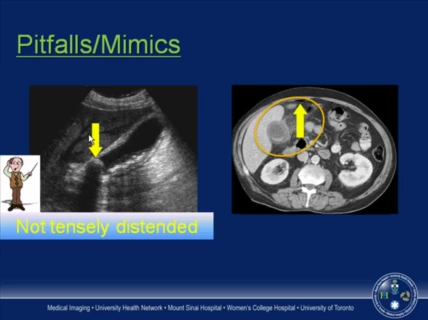 Pitfalls/Mimics
Not tensely distended
Medical Imaging • University Health Network • Mount Sinai Hospital • Women's College Hospital • University of Toronto